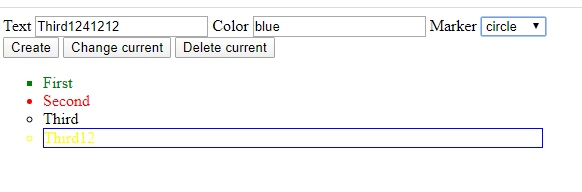 Text Third1241212 Color blue Marker circle
Create Change current Delete current
First
Second
Third
Third12